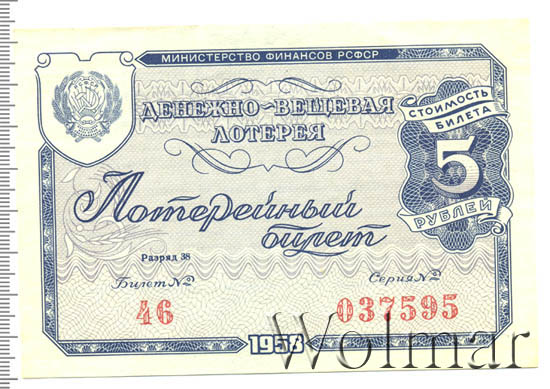 МИНИСТЕРСТВО ФИНАНСОВ РСФСР
ДЕНЕЖНО-ВЕЩЕВАЯ
ЛОТЕРЕЯ
СТОИМОСТЬ
БИЛЕТА
5
РУБЛЕЙ
Лотерейный
билет
Разряд 38
Билет №
Серия №
46
037595
1958
Wolmar